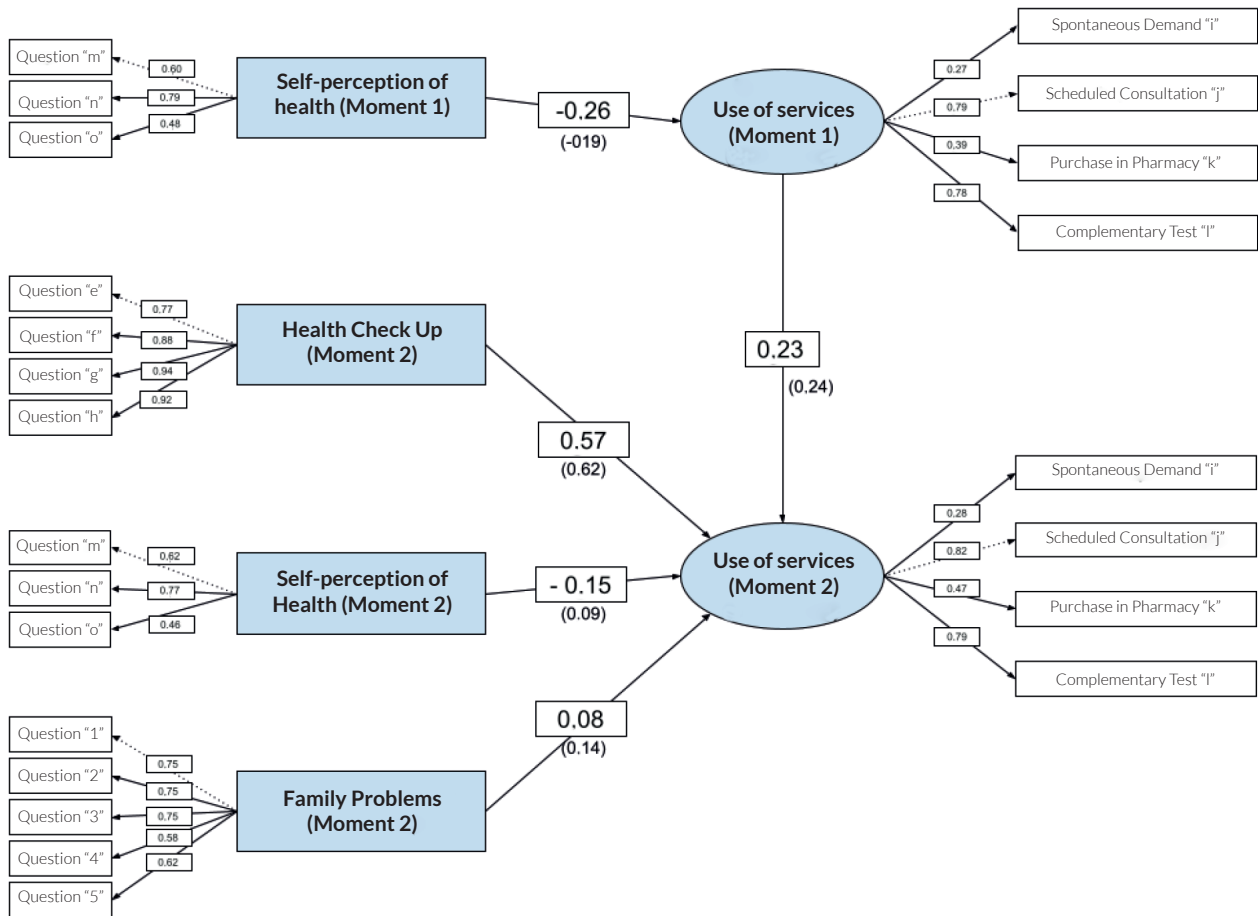 Question “m”
Question “n”
Question “o”
0.60
0.79
0.48
Self-perception of
health (Moment 1)
-0.26
(-019)
Use of services
(Moment 1)
0.27
0.79
0.39
0.78
Spontaneous Demand “i”
Scheduled Consultation “j”
Purchase in Pharmacy “k”
Complementary Test “l”
0.23
(0.24)
Question “e”
Question “f”
Question “g”
Question “h”
0.77
0.88
0.94
0.92
Health Check Up
(Moment 2)
0.57
(0.62)
Question “m”
Question “n”
Question “o”
0.62
0.77
0.46
Self-perception of
Health (Moment 2)
- 0.15
(0.09)
Use of services
(Moment 2)
0.28
0.82
0.47
0.79
Spontaneous Demand “i”
Scheduled Consultation “j”
Purchase in Pharmacy “k”
Complementary Test “l”
Question “1”
Question “2”
Question “3”
Question “4”
Question “5”
0.75
0.75
0.75
0.58
0.62
Family Problems
(Moment 2)
0.08
(0.14)